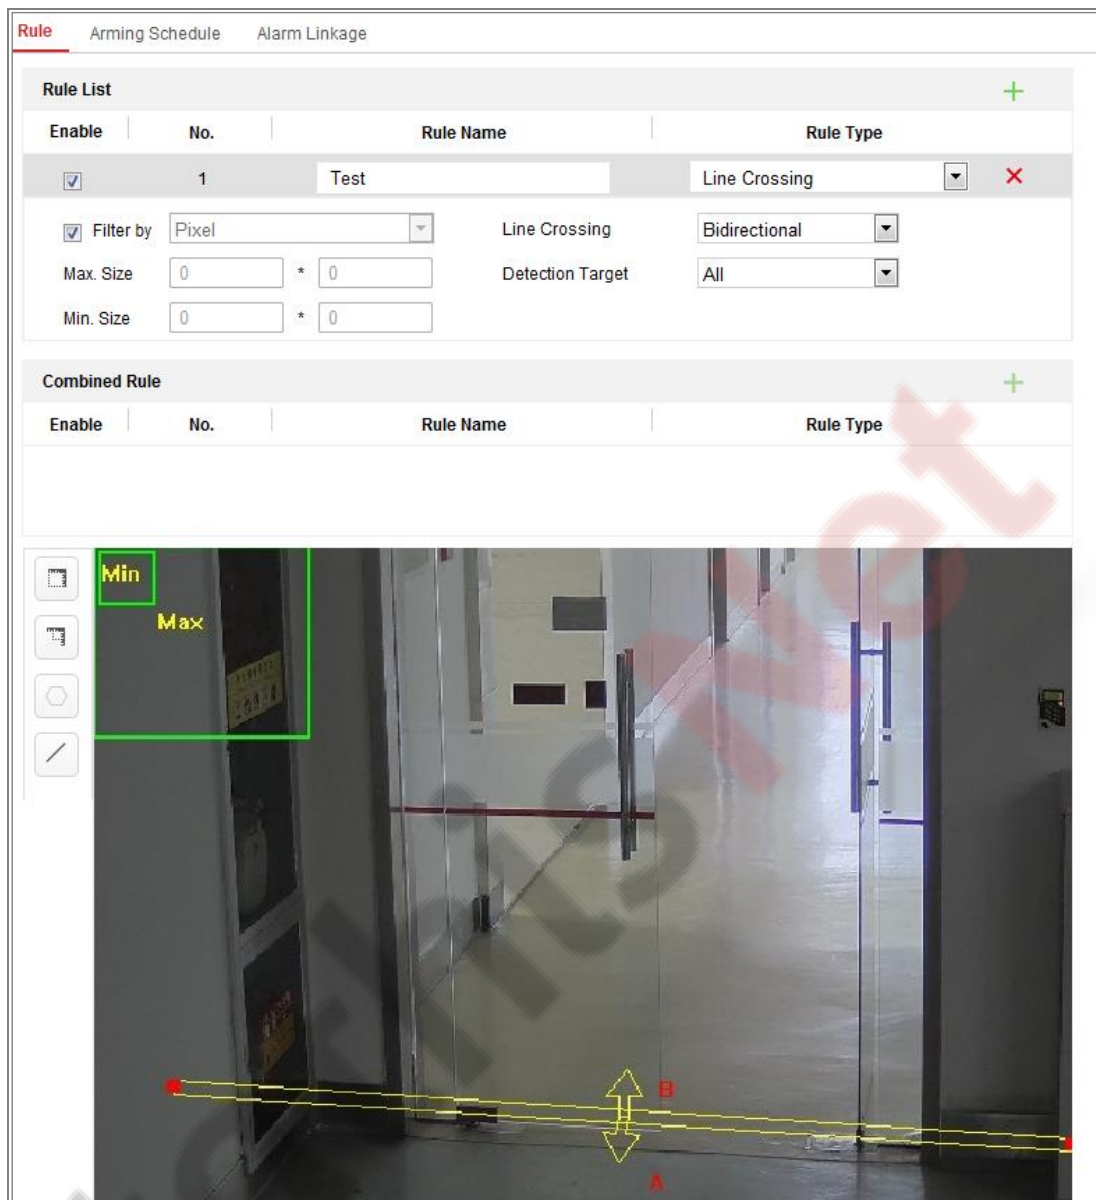 Rule Arming Schedule Alarm Linkage
Rule List
Enable No. Rule Name Rule Type
1 Test Line Crossing
Filter by Pixel Line Crossing Bidirectional
Max. Size 0 * 0 Detection Target All
Min. Size 0 * 0
Combined Rule
Enable No. Rule Name Rule Type
Min
Max
B
A